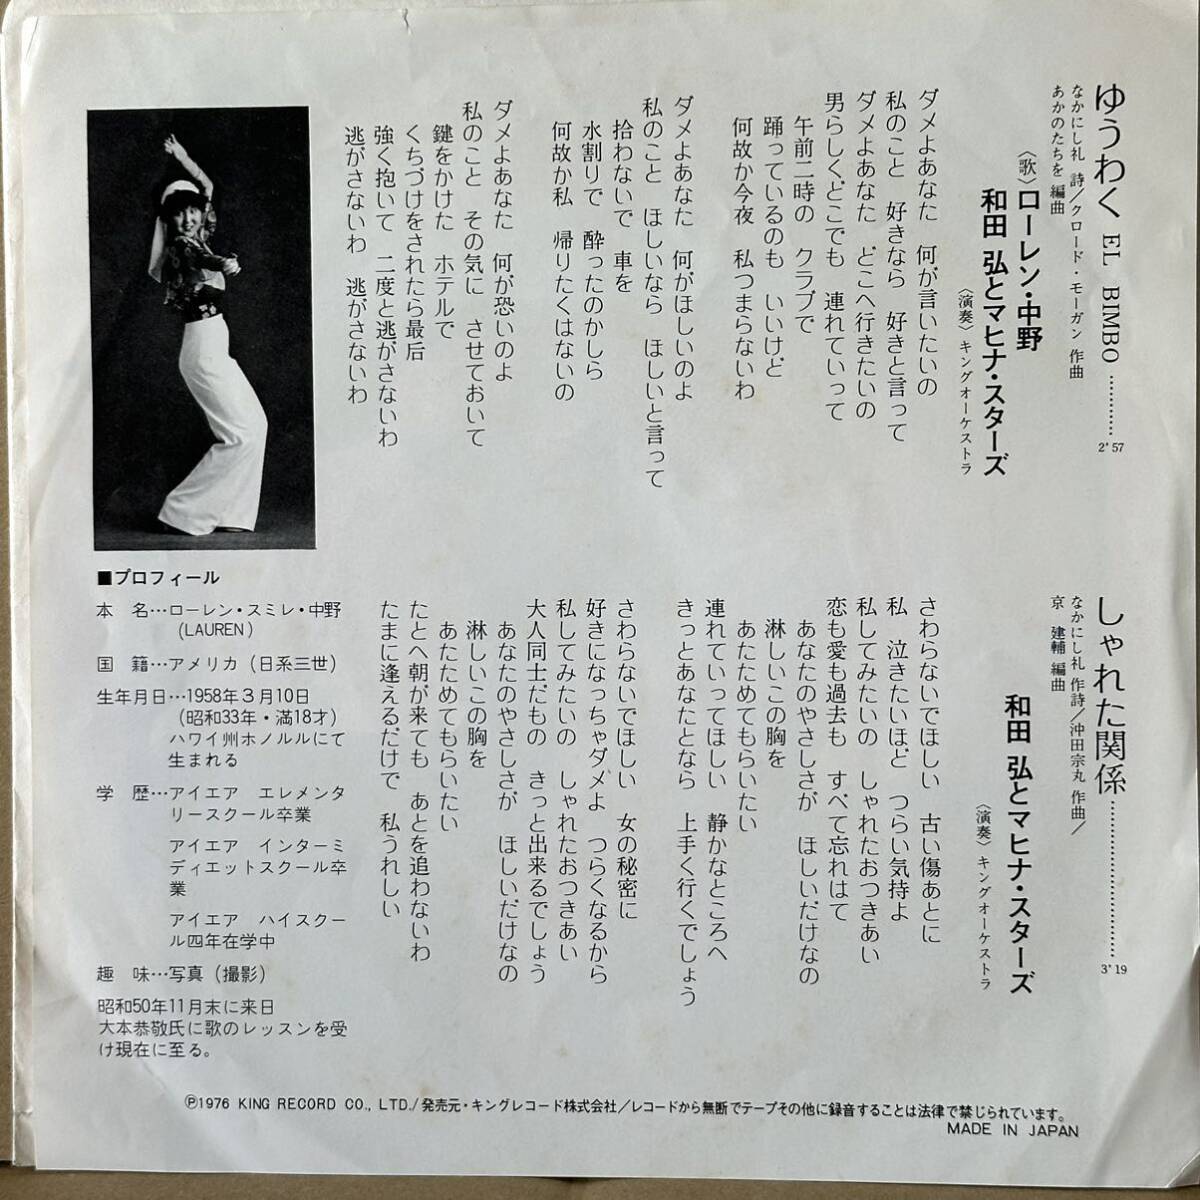 ゆうわく EL BIMBO…………2’57
なかにし礼 詩/クロード・モーガン 作曲
あかのたちを 編曲
〈歌〉ローレン・中野
和田 弘とマヒナ・スターズ
〈演奏〉キングオーケストラ
ダメよあなた 何が言いたいの
私のこと 好きなら 好きと言って
ダメよあなた どこへ行きたいの
男らしくどこでも 連れていって
午前二時の クラブで
踊っているのも いいけど
何故か今夜 私つまらないわ
ダメよあなた 何がほしいのよ
私のこと ほしいなら ほしいと言って
拾わないで 車を
水割りで 酔ったのかしら
何故か私 帰りたくはないの
ダメよあなた 何が恐いのよ
私のこと その気に させておいて
鍵をかけた ホテルで
くちづけをされたら最后
強く抱いて 二度と逃がさないわ
逃がさないわ 逃がさないわ
しゃれた関係……………………3’19
なかにし礼 作詩/沖田宗丸 作曲/
京 建輔 編曲
和田 弘とマヒナ・スターズ
〈演奏〉キングオーケストラ
さわらないでほしい 古い傷あとに
私 泣きたいほど つらい気持よ
私してみたいの しゃれたおつきあい
恋も愛も過去も すべて忘れはて
あなたのやさしさが ほしいだけなの
淋しいこの胸を
あたためてもらいたい
連れていってほしい 静かなところへ
きっとあなたとなら 上手く行くでしょう
さわらないでほしい 女の秘密に
好きになっちゃダメよ つらくなるから
私してみたいの しゃれたおつきあい
大人同士だもの きっと出来るでしょう
あなたのやさしさが ほしいだけなの
淋しいこの胸を
あたためてもらいたい
たとへ朝が来ても あとを追わないわ
たまに逢えるだけで 私うれしい
■プロフィール
本 名…ローレン・スミレ・中野
(LAUREN)
国 籍…アメリカ(日系三世)
生年月日…1958年3月10日
(昭和33年・満18才)
ハワイ州ホノルルにて
生まれる
学 歴…アイエア エレメンタ
リースクール卒業
アイエア インターミ
ディエットスクール卒
業
アイエア ハイスクー
ル四年在学中
趣 味…写真(撮影)
昭和50年11月末に来日
大本恭敬氏に歌のレッスンを受
け現在に至る。
Ⓟ1976 KING RECORD CO., LTD./発売元・キングレコード株式会社/レコードから無断でテープその他に録音することは法律で禁じられています。
MADE IN JAPAN